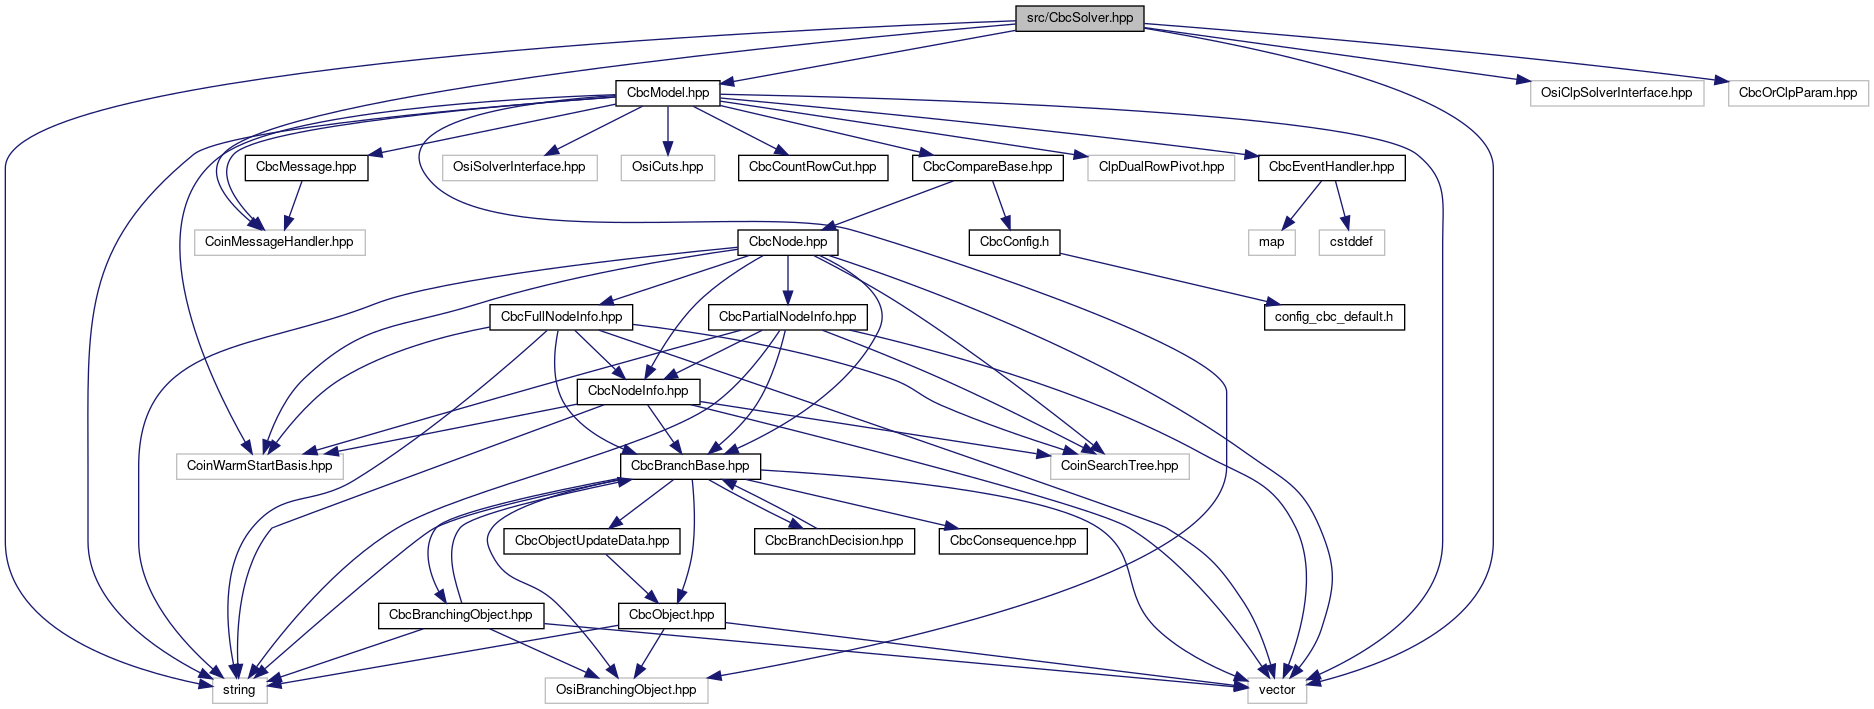 src/CbcSolver.hpp
CbcModel.hpp
OsiClpSolverInterface.hpp
CbcOrClpParam.hpp
CbcMessage.hpp
OsiSolverInterface.hpp
OsiCuts.hpp
CbcCountRowCut.hpp
CbcCompareBase.hpp
ClpDualRowPivot.hpp
CbcEventHandler.hpp
CoinMessageHandler.hpp
CbcNode.hpp
CbcConfig.h
map
cstddef
CbcFullNodeInfo.hpp
CbcPartialNodeInfo.hpp
config_cbc_default.h
CbcNodeInfo.hpp
CoinWarmStartBasis.hpp
CbcBranchBase.hpp
CoinSearchTree.hpp
CbcObjectUpdateData.hpp
CbcBranchDecision.hpp
CbcConsequence.hpp
CbcBranchingObject.hpp
CbcObject.hpp
string
OsiBranchingObject.hpp
vector